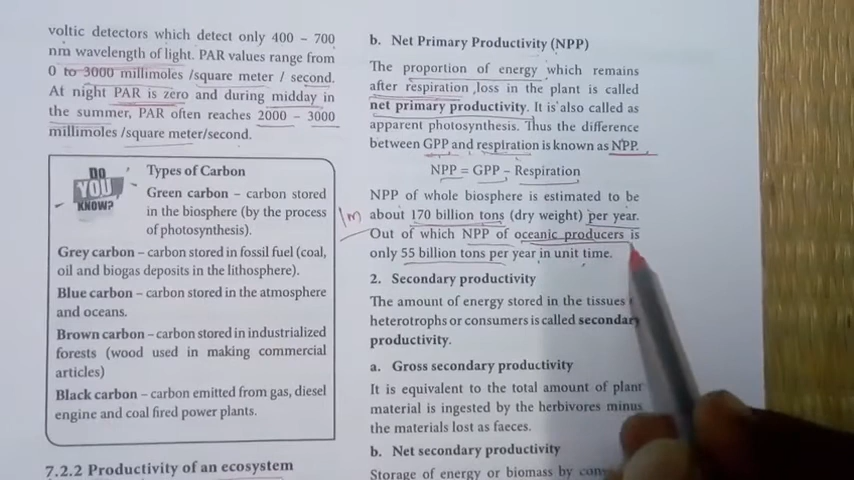 voltic detectors which detect only 400 – 700
nm wavelength of light. PAR values range from
0 to 3000 millimoles /square meter / second.
At night PAR is zero and during midday in
the summer, PAR often reaches 2000 – 3000
millimoles /square meter/second.
DO YOU KNOW?
Types of Carbon
Green carbon – carbon stored
in the biosphere (by the process
of photosynthesis).
Grey carbon – carbon stored in fossil fuel (coal,
oil and biogas deposits in the lithosphere).
Blue carbon – carbon stored in the atmosphere
and oceans.
Brown carbon – carbon stored in industrialized
forests (wood used in making commercial
articles)
Black carbon – carbon emitted from gas, diesel
engine and coal fired power plants.
7.2.2 Productivity of an ecosystem
b. Net Primary Productivity (NPP)
The proportion of energy which remains
after respiration loss in the plant is called
net primary productivity. It is also called as
apparent photosynthesis. Thus the difference
between GPP and respiration is known as NPP.
NPP = GPP – Respiration
NPP of whole biosphere is estimated to be
1m about 170 billion tons (dry weight) per year.
Out of which NPP of oceanic producers is
only 55 billion tons per year in unit time.
2. Secondary productivity
The amount of energy stored in the tissues
heterotrophs or consumers is called secondary
productivity.
a. Gross secondary productivity
It is equivalent to the total amount of plant
material is ingested by the herbivores minus
the materials lost as faeces.
b. Net secondary productivity
Storage of energy or biomass by